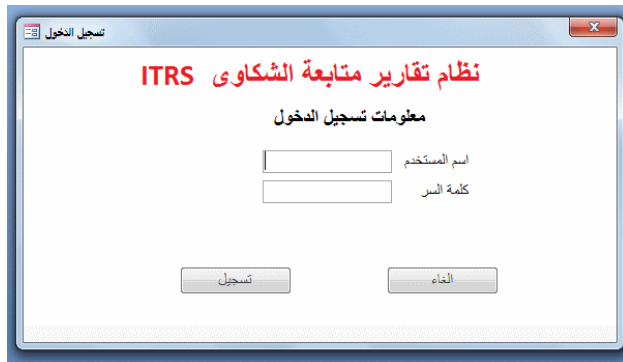 تسجيل الدخول
نظام تقارير متابعة الشكاوى ITRS
معلومات تسجيل الدخول
اسم المستخدم
كلمة السر
الغاء
تسجيل